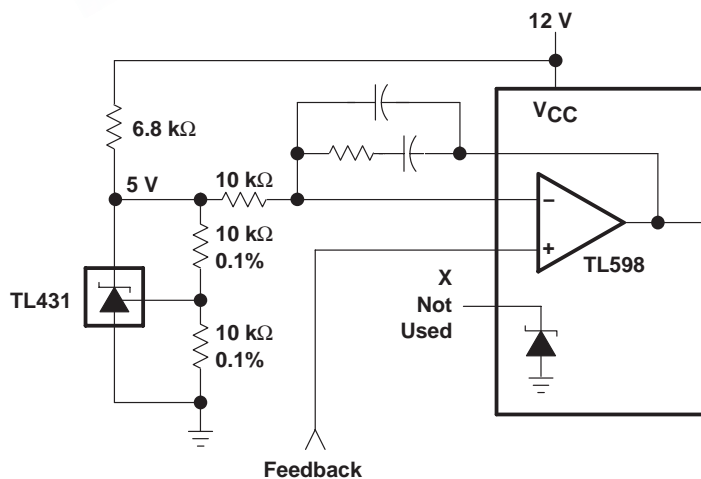 12 V
6.8 kΩ
VCC
5 V
10 kΩ
10 kΩ
0.1%
−
+
TL598
TL431
X
Not
Used
10 kΩ
0.1%
Feedback